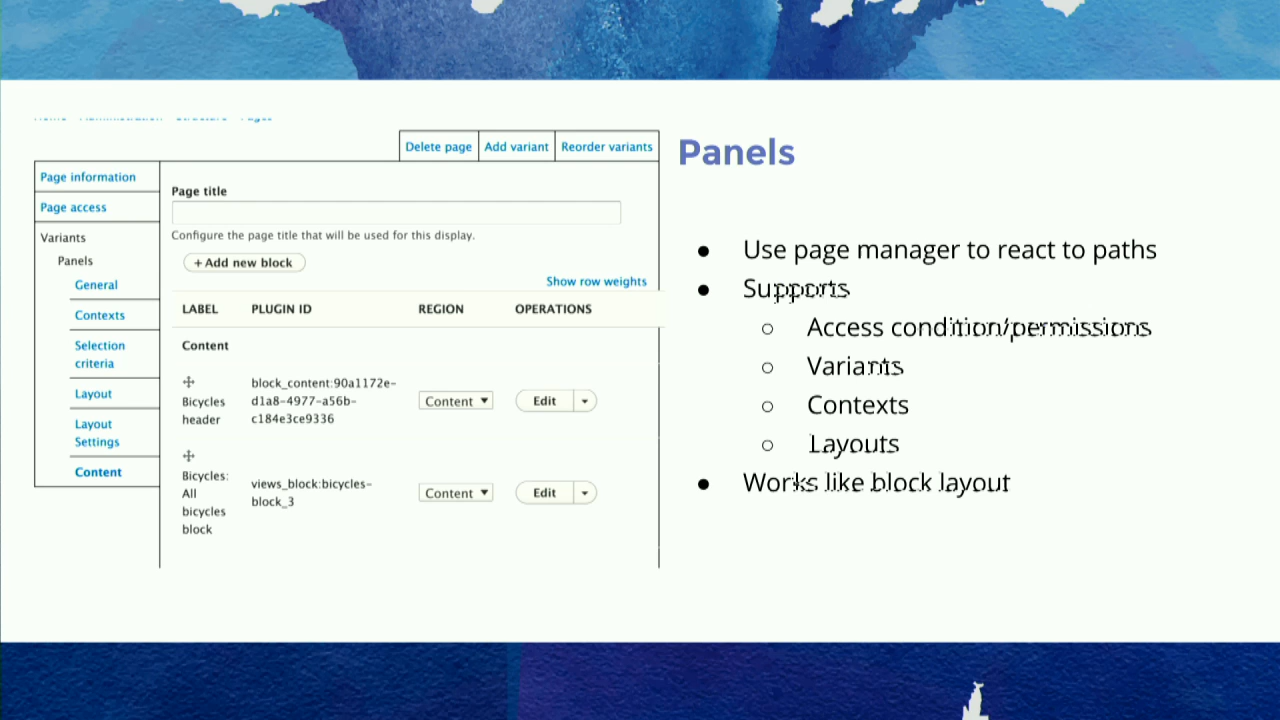 Home Administration Structure Pages
Delete page Add variant Reorder variants
Page information
Page access
Variants
Panels
General
Contexts
Selection
criteria
Layout
Layout
Settings
Content
Page title
Configure the page title that will be used for this display.
+ Add new block
Show row weights
LABEL PLUGIN ID REGION OPERATIONS
Content
Bicycles
header
block_content:90a1172e-
d1a8-4977-a56b-
c184e3ce9336
Content ▼ Edit
Bicycles:
All
bicycles
block
views_block:bicycles-
block_3
Content ▼ Edit
Panels
● Use page manager to react to paths
● Supports
○ Access condition/permissions
○ Variants
○ Contexts
○ Layouts
● Works like block layout